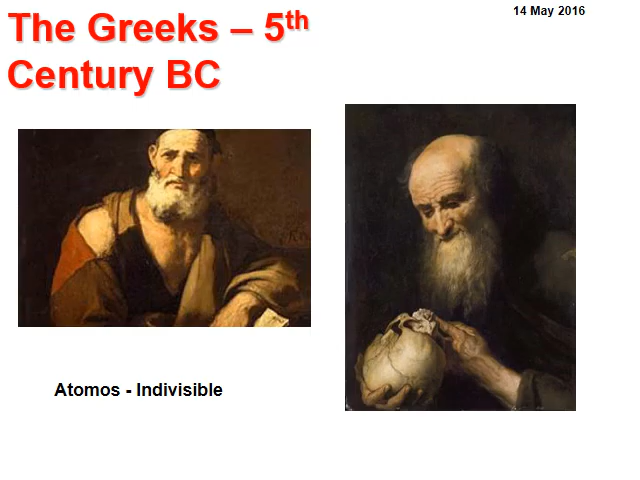 The Greeks – 5th
Century BC
14 May 2016
Atomos - Indivisible